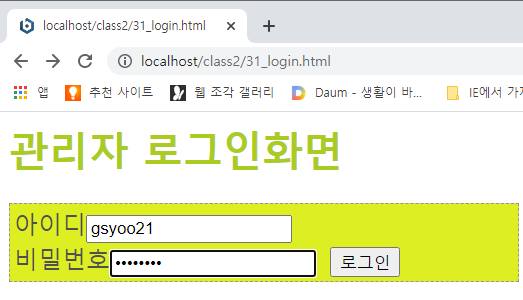 localhost/class2/31_login.html
localhost/class2/31_login.html
앱 추천 사이트 웹 조각 갤러리 Daum - 생활이 바... IE에서 가져
관리자 로그인화면
아이디 gsyoo21
비밀번호 •••••••• 로그인